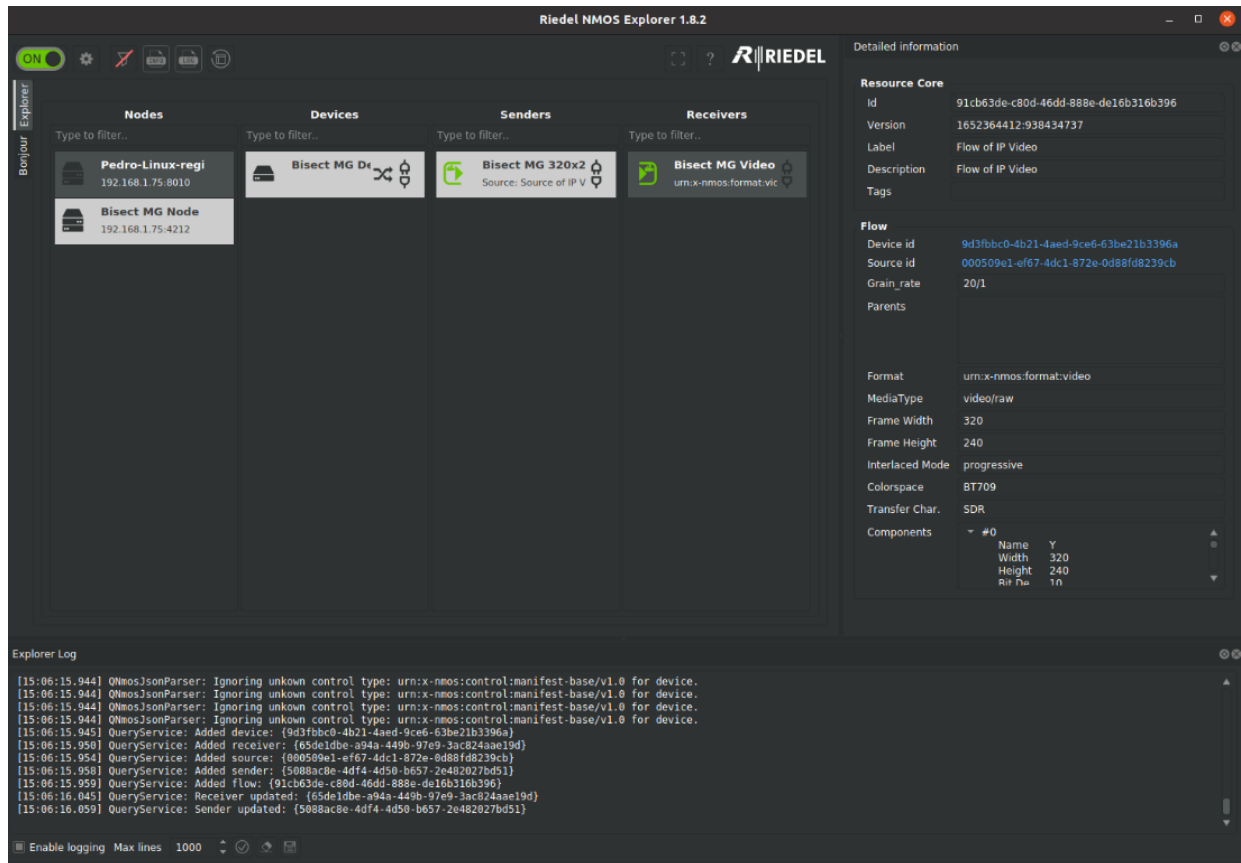 Riedel NMOS Explorer 1.8.2
ON
INFO
LOG
?
RIEDEL
Explorer
Bonjour
Nodes
Type to filter..
Pedro-Linux-regi
192.168.1.75:8010
Bisect MG Node
192.168.1.75:4212
Devices
Type to filter..
Bisect MG De
Senders
Type to filter..
Bisect MG 320x2
Source: Source of IP V
Receivers
Type to filter..
Bisect MG Video
urn:x-nmos:format:vic
Detailed information
Resource Core
Id 91cb63de-c80d-46dd-888e-de16b316b396
Version 1652364412:938434737
Label Flow of IP Video
Description Flow of IP Video
Tags
Flow
Device id 9d3fbbc0-4b21-4aed-9ce6-63be21b3396a
Source id 000509e1-ef67-4dc1-872e-0d88fd8239cb
Grain_rate 20/1
Parents
Format urn:x-nmos:format:video
MediaType video/raw
Frame Width 320
Frame Height 240
Interlaced Mode progressive
Colorspace BT709
Transfer Char. SDR
Components #0
Name Y
Width 320
Height 240
Bit De 10
Explorer Log
[15:06:15.944] QNmosJsonParser: Ignoring unkown control type: urn:x-nmos:control:manifest-base/v1.0 for device.
[15:06:15.944] QNmosJsonParser: Ignoring unkown control type: urn:x-nmos:control:manifest-base/v1.0 for device.
[15:06:15.944] QNmosJsonParser: Ignoring unkown control type: urn:x-nmos:control:manifest-base/v1.0 for device.
[15:06:15.944] QNmosJsonParser: Ignoring unkown control type: urn:x-nmos:control:manifest-base/v1.0 for device.
[15:06:15.945] QueryService: Added device: {9d3fbbc0-4b21-4aed-9ce6-63be21b3396a}
[15:06:15.950] QueryService: Added receiver: {65de1dbe-a94a-449b-97e9-3ac824aae19d}
[15:06:15.954] QueryService: Added source: {000509e1-ef67-4dc1-872e-0d88fd8239cb}
[15:06:15.958] QueryService: Added sender: {5088ac8e-4df4-4d50-b657-2e482027bd51}
[15:06:15.959] QueryService: Added flow: {91cb63de-c80d-46dd-888e-de16b316b396}
[15:06:16.045] QueryService: Receiver updated: {65de1dbe-a94a-449b-97e9-3ac824aae19d}
[15:06:16.059] QueryService: Sender updated: {5088ac8e-4df4-4d50-b657-2e482027bd51}
Enable logging Max lines 1000